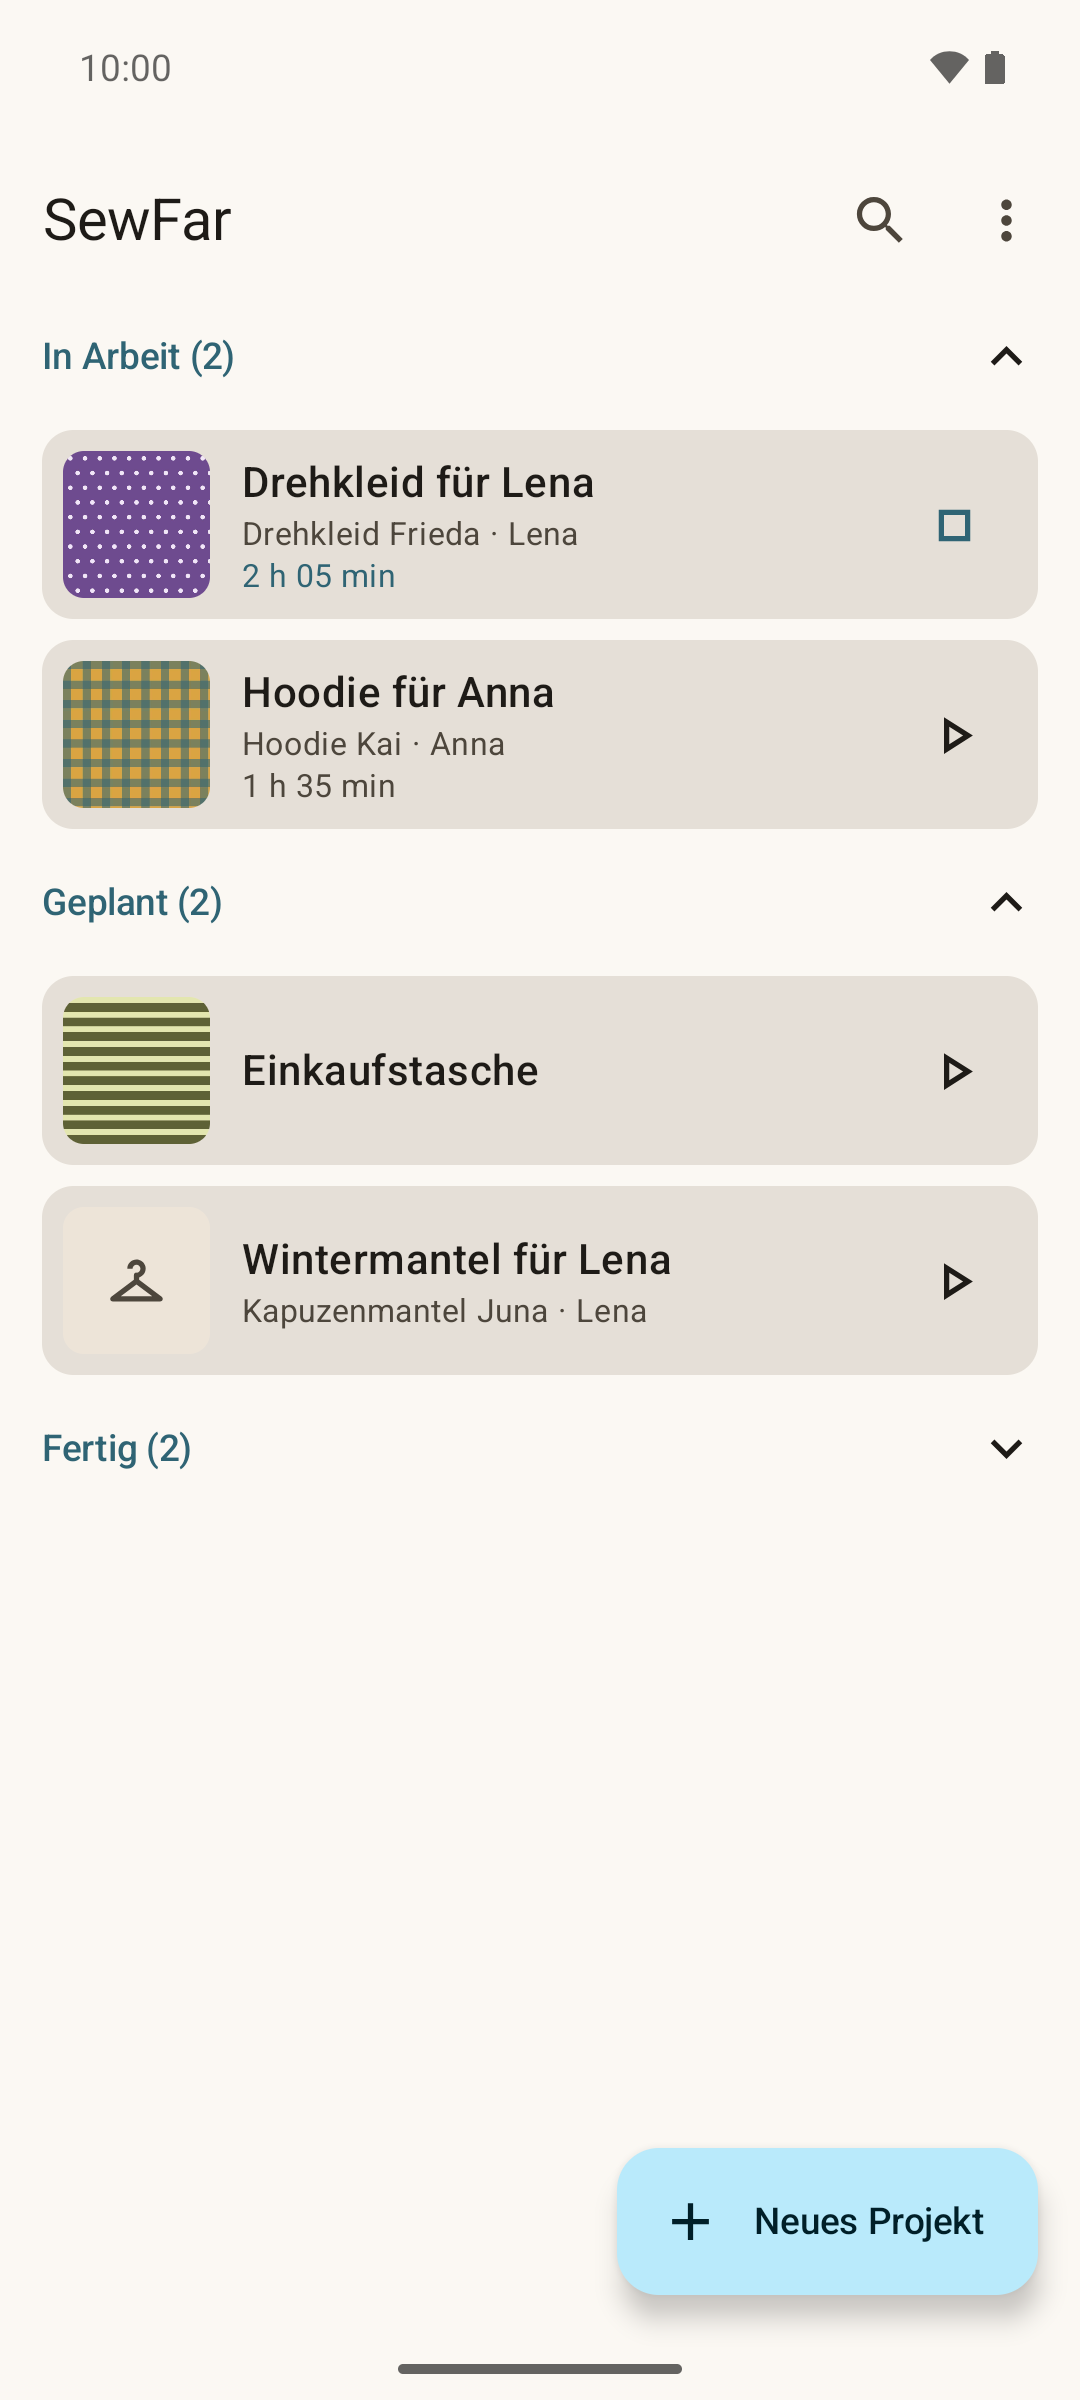 10:00
SewFar
In Arbeit (2)
Drehkleid für Lena
Drehkleid Frieda · Lena
2 h 05 min
Hoodie für Anna
Hoodie Kai · Anna
1 h 35 min
Geplant (2)
Einkaufstasche
Wintermantel für Lena
Kapuzenmantel Juna · Lena
Fertig (2)
Neues Projekt